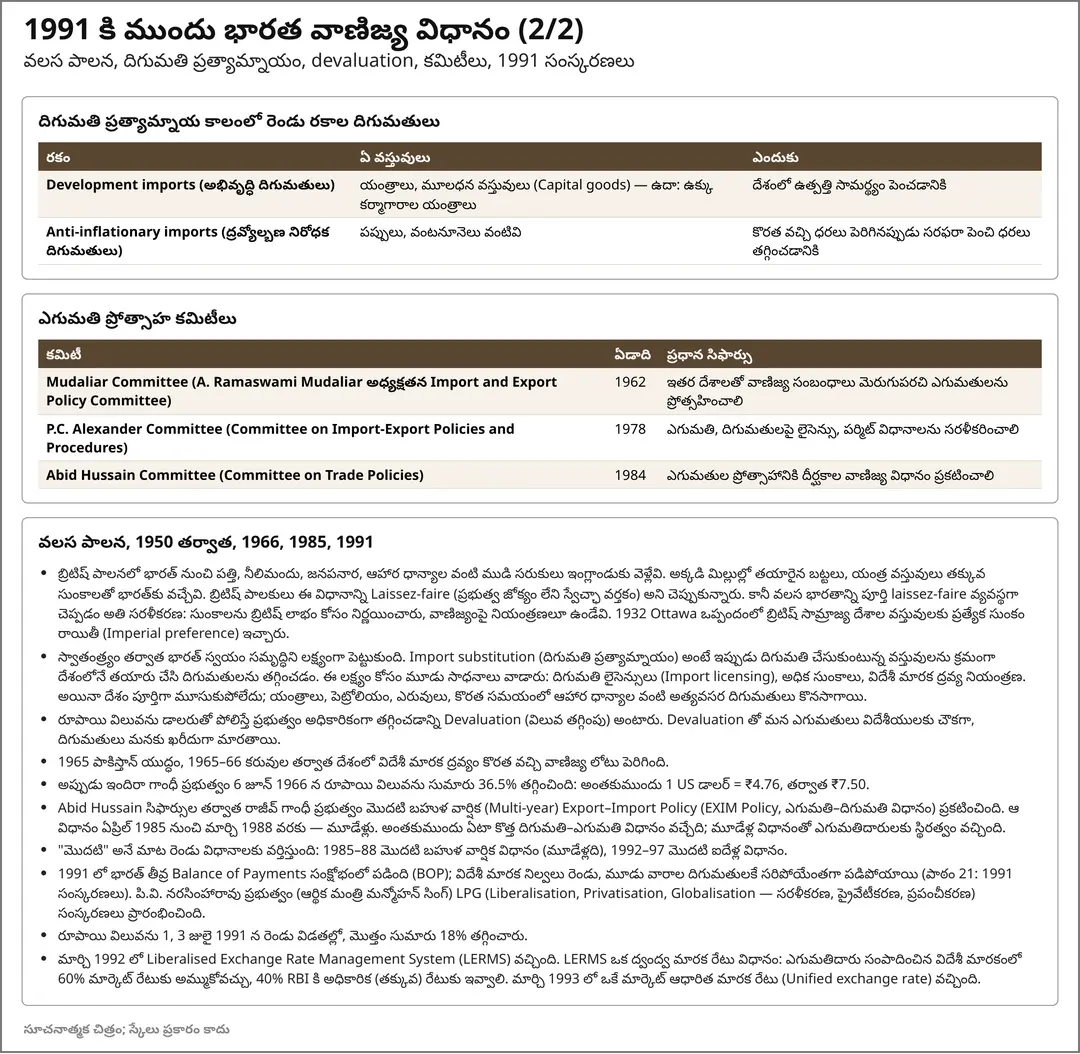 1991 కి ముందు భారత వాణిజ్య విధానం (2/2)
వలస పాలన, దిగుమతి ప్రత్యామ్నాయం, devaluation, కమిటీలు, 1991 సంస్కరణలు
దిగుమతి ప్రత్యామ్నాయ కాలంలో రెండు రకాల దిగుమతులు
రకం ఏ వస్తువులు ఎందుకు
Development imports (అభివృద్ధి దిగుమతులు) యంత్రాలు, మూలధన వస్తువులు (Capital goods) — ఉదా: ఉక్కు దేశంలో ఉత్పత్తి సామర్థ్యం పెంచడానికి
కర్మాగారాల యంత్రాలు
Anti-inflationary imports (ద్రవ్యోల్బణ నిరోధక పప్పులు, వంటనూనెలు వంటివి కొరత వచ్చి ధరలు పెరిగినప్పుడు సరఫరా పెంచి ధరలు
దిగుమతులు) తగ్గించడానికి
ఎగుమతి ప్రోత్సాహ కమిటీలు
కమిటీ ఏడాది ప్రధాన సిఫార్సు
Mudaliar Committee (A. Ramaswami Mudaliar అధ్యక్షతన Import and Export 1962 ఇతర దేశాలతో వాణిజ్య సంబంధాలు మెరుగుపరచి ఎగుమతులను
Policy Committee) ప్రోత్సహించాలి
P.C. Alexander Committee (Committee on Import-Export Policies and 1978 ఎగుమతి, దిగుమతులపై లైసెన్సు, పర్మిట్ విధానాలను సరళీకరించాలి
Procedures)
Abid Hussain Committee (Committee on Trade Policies) 1984 ఎగుమతుల ప్రోత్సాహానికి దీర్ఘకాల వాణిజ్య విధానం ప్రకటించాలి
వలస పాలన, 1950 తర్వాత, 1966, 1985, 1991
• బ్రిటిష్ పాలనలో భారత్ నుంచి పత్తి, నీలిమందు, జనపనార, ఆహార ధాన్యాల వంటి ముడి సరుకులు ఇంగ్లాండుకు వెళ్లేవి. అక్కడి మిల్లుల్లో తయారైన బట్టలు, యంత్ర వస్తువులు తక్కువ
సుంకాలతో భారత్‌కు వచ్చేవి. బ్రిటిష్ పాలకులు ఈ విధానాన్ని Laissez-faire (ప్రభుత్వ జోక్యం లేని స్వేచ్ఛా వర్తకం) అని చెప్పుకున్నారు. కానీ వలస భారతాన్ని పూర్తి laissez-faire వ్యవస్థగా
చెప్పడం అతి సరళీకరణ: సుంకాలను బ్రిటిష్ లాభం కోసం నిర్ణయించారు, వాణిజ్యంపై నియంత్రణలూ ఉండేవి. 1932 Ottawa ఒప్పందంలో బ్రిటిష్ సామ్రాజ్య దేశాల వస్తువులకు ప్రత్యేక సుంకం
రాయితీ (Imperial preference) ఇచ్చారు.
• స్వాతంత్ర్యం తర్వాత భారత్ స్వయం సమృద్ధిని లక్ష్యంగా పెట్టుకుంది. Import substitution (దిగుమతి ప్రత్యామ్నాయం) అంటే ఇప్పుడు దిగుమతి చేసుకుంటున్న వస్తువులను క్రమంగా
దేశంలోనే తయారు చేసి దిగుమతులను తగ్గించడం. ఈ లక్ష్యం కోసం మూడు సాధనాలు వాడారు: దిగుమతి లైసెన్సులు (Import licensing), అధిక సుంకాలు, విదేశీ మారక ద్రవ్య నియంత్రణ.
అయినా దేశం పూర్తిగా మూసుకుపోలేదు; యంత్రాలు, పెట్రోలియం, ఎరువులు, కొరత సమయంలో ఆహార ధాన్యాల వంటి అత్యవసర దిగుమతులు కొనసాగాయి.
• రూపాయి విలువను డాలరుతో పోలిస్తే ప్రభుత్వం అధికారికంగా తగ్గించడాన్ని Devaluation (విలువ తగ్గింపు) అంటారు. Devaluation తో మన ఎగుమతులు విదేశీయులకు చౌకగా,
దిగుమతులు మనకు ఖరీదుగా మారతాయి.
• 1965 పాకిస్తాన్ యుద్ధం, 1965–66 కరువుల తర్వాత దేశంలో విదేశీ మారక ద్రవ్యం కొరత వచ్చి వాణిజ్య లోటు పెరిగింది.
• అప్పుడు ఇందిరా గాంధీ ప్రభుత్వం 6 జూన్ 1966 న రూపాయి విలువను సుమారు 36.5% తగ్గించింది: అంతకుముందు 1 US డాలర్ = ₹4.76, తర్వాత ₹7.50.
• Abid Hussain సిఫార్సుల తర్వాత రాజీవ్ గాంధీ ప్రభుత్వం మొదటి బహుళ వార్షిక (Multi-year) Export–Import Policy (EXIM Policy, ఎగుమతి–దిగుమతి విధానం) ప్రకటించింది. ఆ
విధానం ఏప్రిల్ 1985 నుంచి మార్చి 1988 వరకు — మూడేళ్లు. అంతకుముందు ఏటా కొత్త దిగుమతి–ఎగుమతి విధానం వచ్చేది; మూడేళ్ల విధానంతో ఎగుమతిదారులకు స్థిరత్వం వచ్చింది.
• "మొదటి" అనే మాట రెండు విధానాలకు వర్తిస్తుంది: 1985–88 మొదటి బహుళ వార్షిక విధానం (మూడేళ్లది), 1992–97 మొదటి ఐదేళ్ల విధానం.
• 1991 లో భారత్ తీవ్ర Balance of Payments సంక్షోభంలో పడింది (BOP); విదేశీ మారక నిల్వలు రెండు, మూడు వారాల దిగుమతులకే సరిపోయేంతగా పడిపోయాయి (పాఠం 21: 1991
సంస్కరణలు). పి.వి. నరసింహారావు ప్రభుత్వం (ఆర్థిక మంత్రి మన్మోహన్ సింగ్) LPG (Liberalisation, Privatisation, Globalisation — సరళీకరణ, ప్రైవేటీకరణ, ప్రపంచీకరణ)
సంస్కరణలు ప్రారంభించింది.
• రూపాయి విలువను 1, 3 జులై 1991 న రెండు విడతల్లో, మొత్తం సుమారు 18% తగ్గించారు.
• మార్చి 1992 లో Liberalised Exchange Rate Management System (LERMS) వచ్చింది. LERMS ఒక ద్వంద్వ మారక రేటు విధానం: ఎగుమతిదారు సంపాదించిన విదేశీ మారకంలో
60% మార్కెట్ రేటుకు అమ్ముకోవచ్చు, 40% RBI కి అధికారిక (తక్కువ) రేటుకు ఇవ్వాలి. మార్చి 1993 లో ఒకే మార్కెట్ ఆధారిత మారక రేటు (Unified exchange rate) వచ్చింది.
సూచనాత్మక చిత్రం; స్కేలు ప్రకారం కాదు